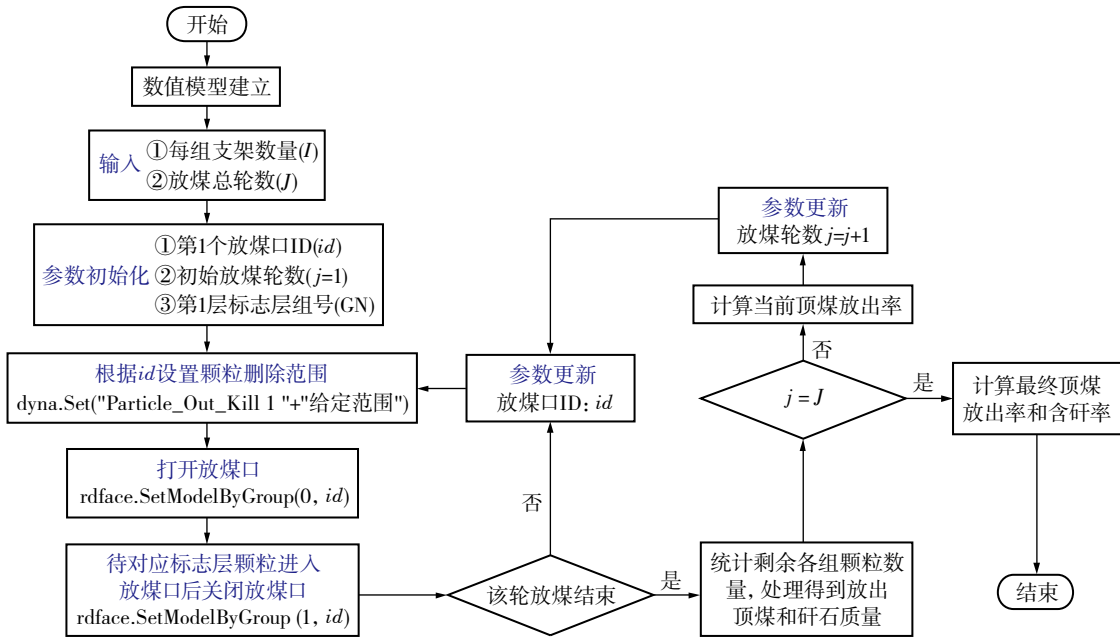 开始
数值模型建立
输入 ①每组支架数量(I)
②放煤总轮数(J)
①第1个放煤口ID(id)
参数初始化 ②初始放煤轮数(j=1)
③第1层标志层组号(GN)
根据id设置颗粒删除范围
dyna.Set("Particle_Out_Kill 1 "+"给定范围")
打开放煤口
rdface.SetModelByGroup(0, id)
待对应标志层颗粒进入
放煤口后关闭放煤口
rdface.SetModelByGroup (1, id)
该轮放煤结束
否
参数更新
放煤口ID: id
是
统计剩余各组颗粒数
量, 处理得到放出
顶煤和矸石质量
j = J
否
计算当前顶煤放出率
参数更新
放煤轮数j=j+1
是
计算最终顶煤
放出率和含矸率
结束